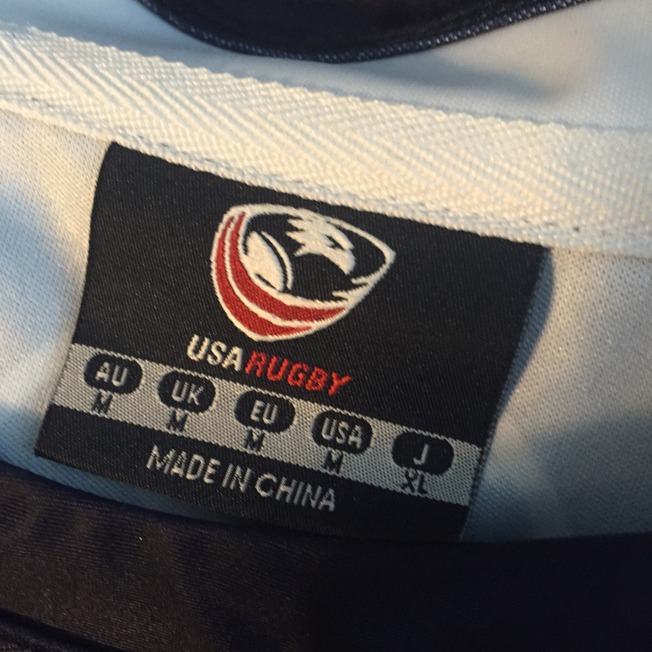 USA RUGBY
AU UK EU USA J
M M M M XL
MADE IN CHINA